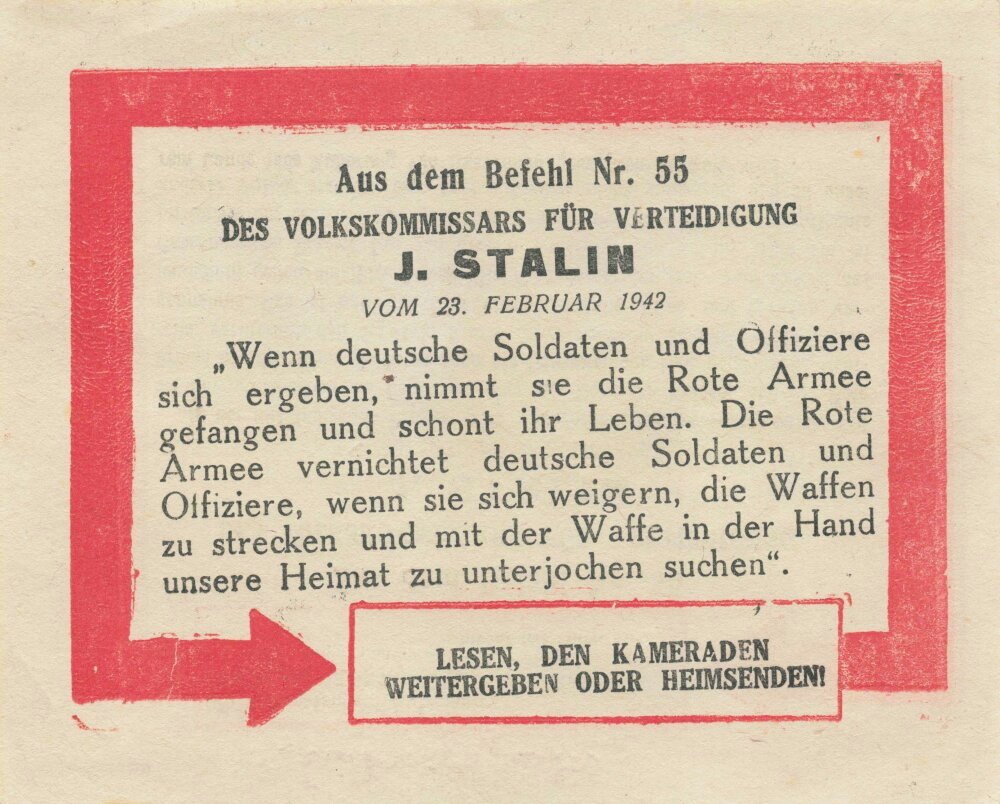 Aus dem Befehl Nr. 55
DES VOLKSKOMMISSARS FÜR VERTEIDIGUNG
J. STALIN
VOM 23. FEBRUAR 1942
„Wenn deutsche Soldaten und Offiziere
sich ergeben, nimmt sie die Rote Armee
gefangen und schont ihr Leben. Die Rote
Armee vernichtet deutsche Soldaten und
Offiziere, wenn sie sich weigern, die Waffen
zu strecken und mit der Waffe in der Hand
unsere Heimat zu unterjochen suchen“.
LESEN, DEN KAMERADEN
WEITERGEBEN ODER HEIMSENDEN!